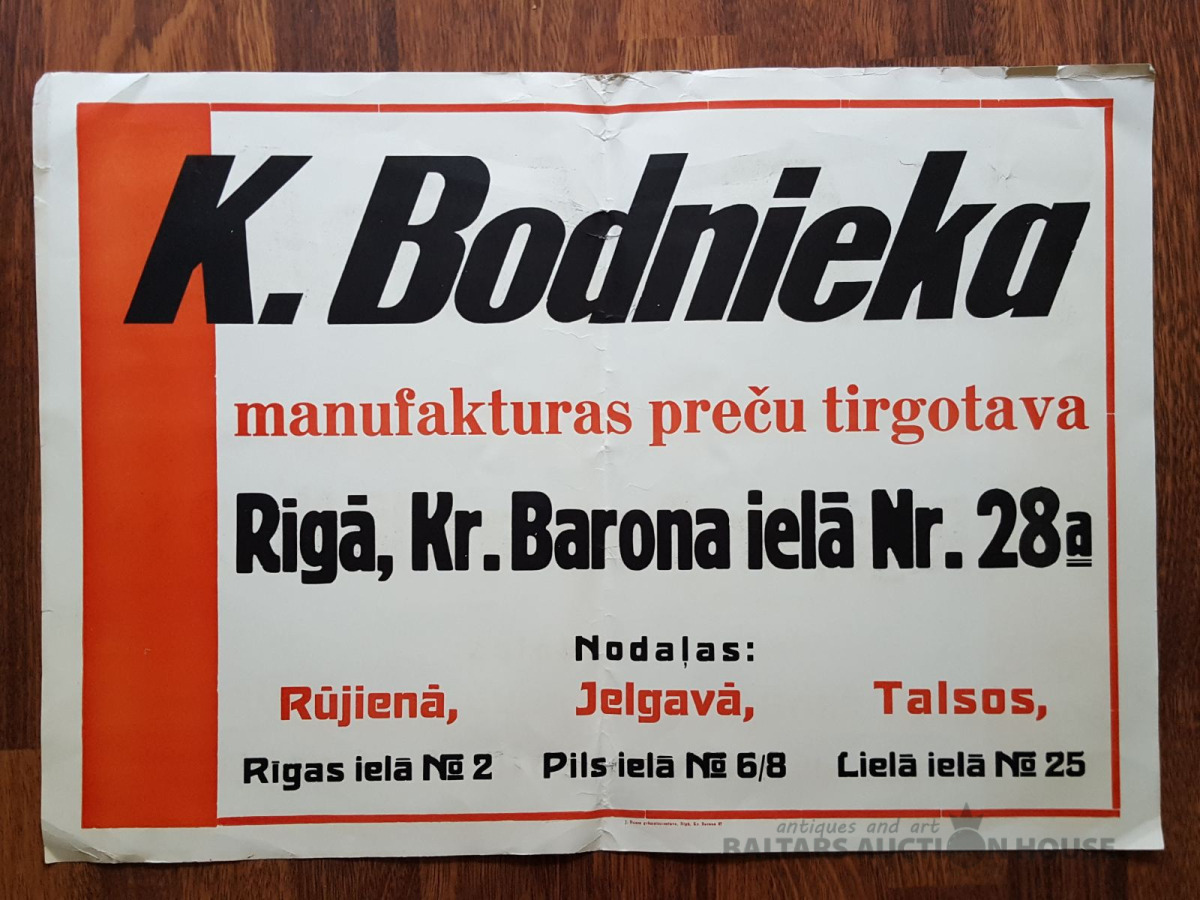 K. Bodnieka
manufakturas preču tirgotava
Rigā, Kr. Barona ielā Nr. 28a
Nodaļas:
Rūjienā, Jelgavā, Talsos,
Rīgas ielā № 2 Pils ielā № 6/8 Lielā ielā № 25
antiques and art
BALTARS AUCTION HOUSE